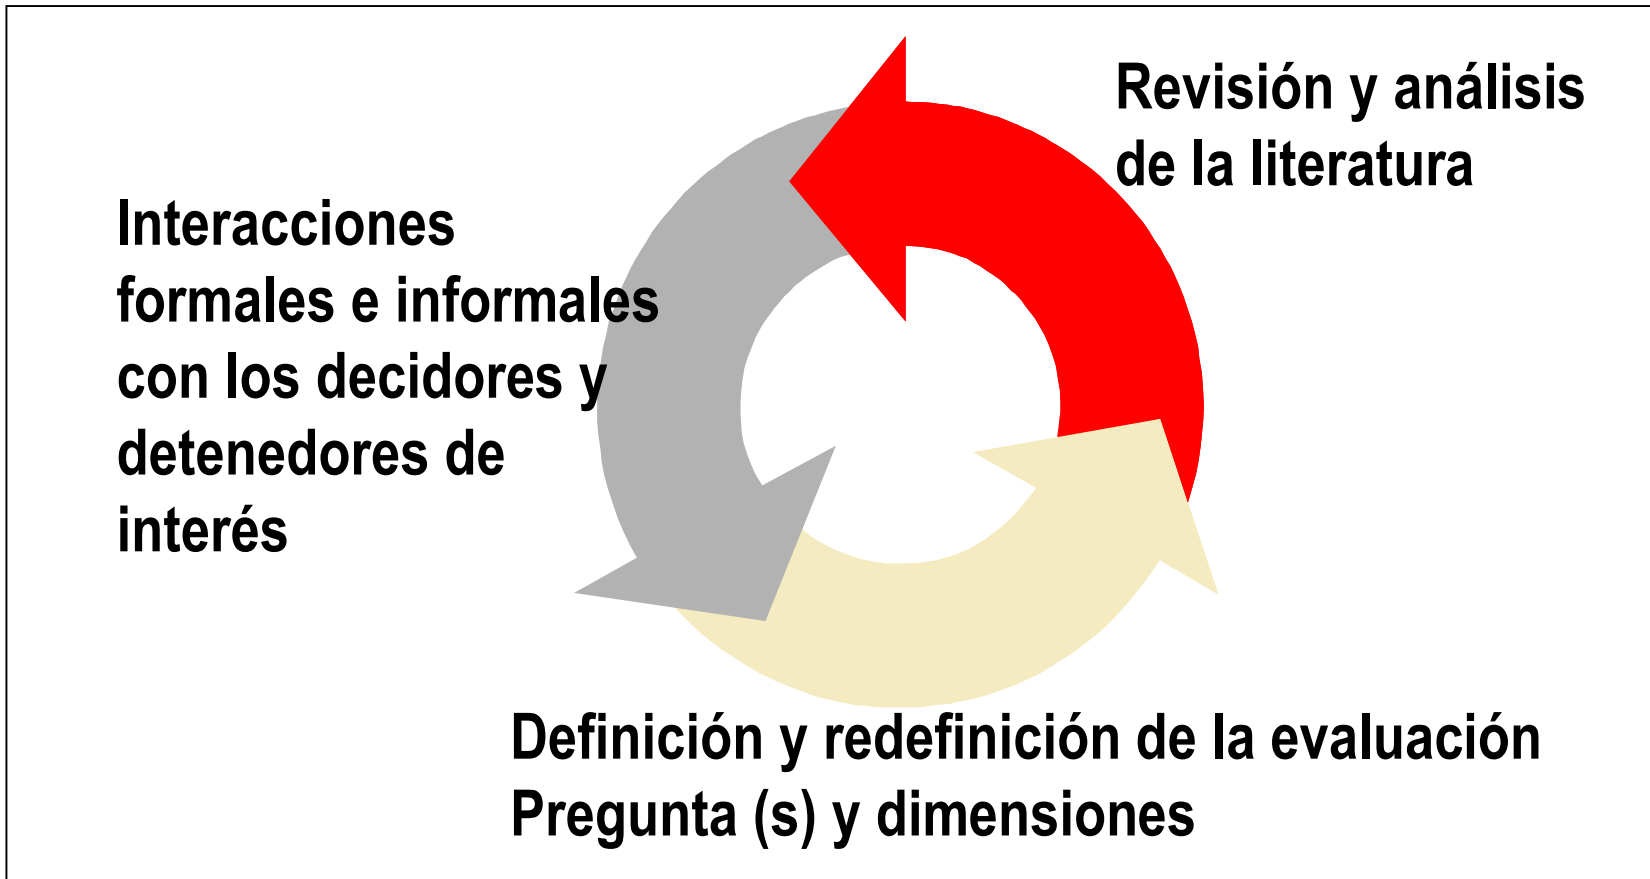 Revisión y análisis
de la literatura
Interacciones
formales e informales
con los decidores y
detenedores de
interés
Definición y redefinición de la evaluación
Pregunta (s) y dimensiones